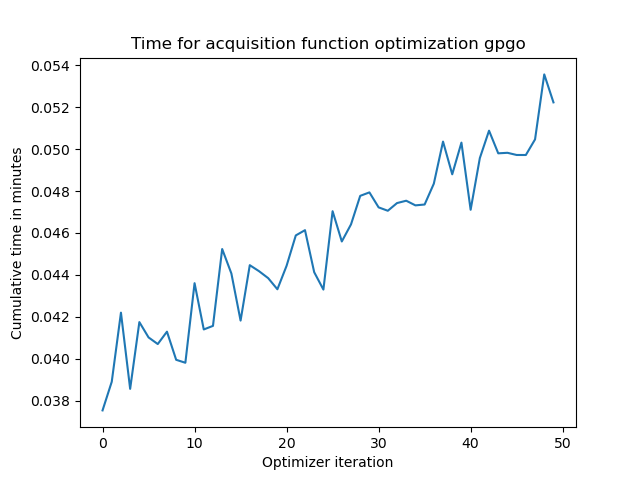 Time for acquisition function optimization gpgo
0.054
0.052
0.050
0.048
0.046
0.044
0.042
0.040
0.038
Cumulative time in minutes
0 10 20 30 40 50
Optimizer iteration